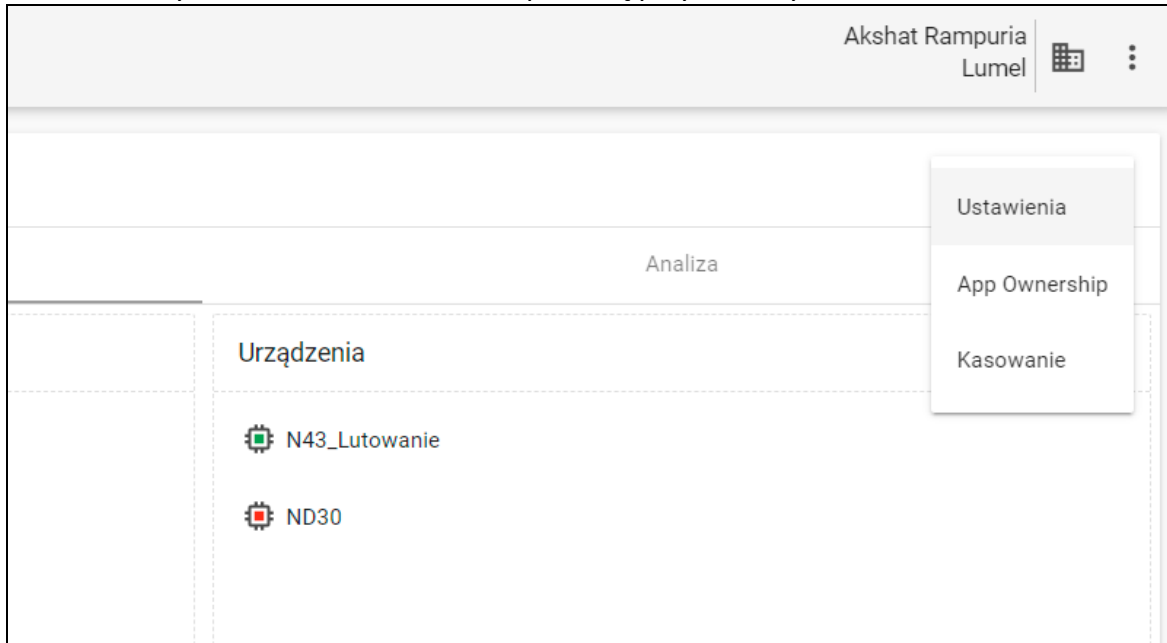 Akshat Rampuria
Lumel
Ustawienia
Analiza
App Ownership
Urządzenia
Kasowanie
N43_Lutowanie
ND30